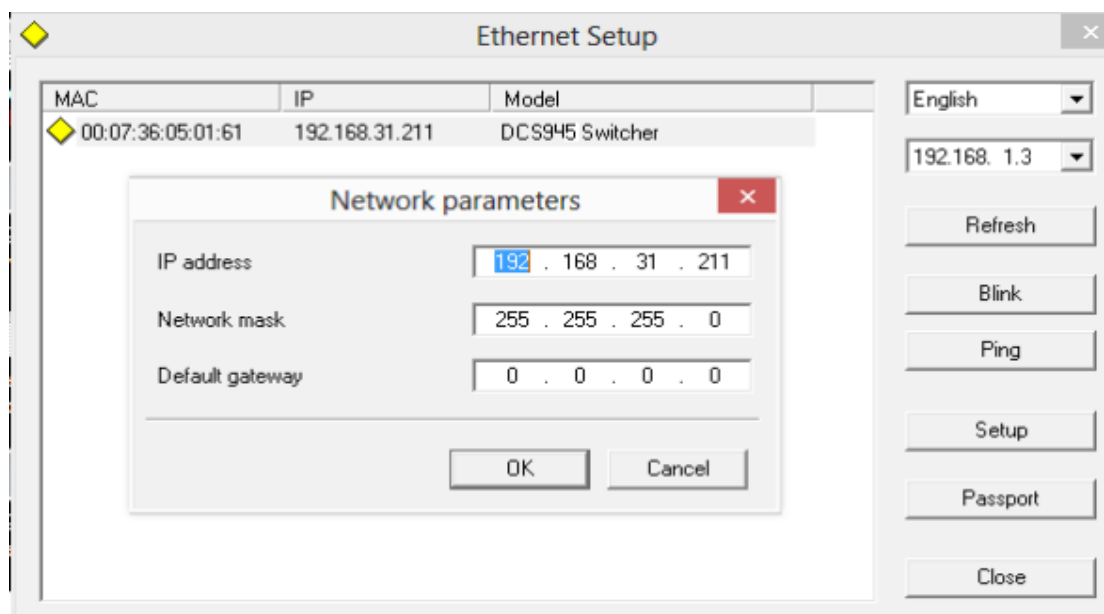 Ethernet Setup
MAC IP Model
00:07:36:05:01:61 192.168.31.211 DCS945 Switcher
English
192.168. 1.3
Refresh
Blink
Ping
Setup
Passport
Close
Network parameters
IP address 192 . 168 . 31 . 211
Network mask 255 . 255 . 255 . 0
Default gateway 0 . 0 . 0 . 0
OK Cancel